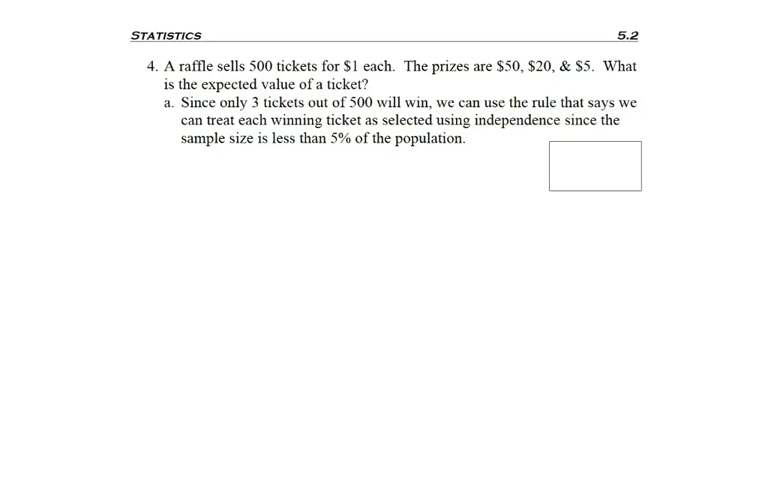 STATISTICS 5.2
4. A raffle sells 500 tickets for $1 each. The prizes are $50, $20, & $5. What
is the expected value of a ticket?
a. Since only 3 tickets out of 500 will win, we can use the rule that says we
can treat each winning ticket as selected using independence since the
sample size is less than 5% of the population.